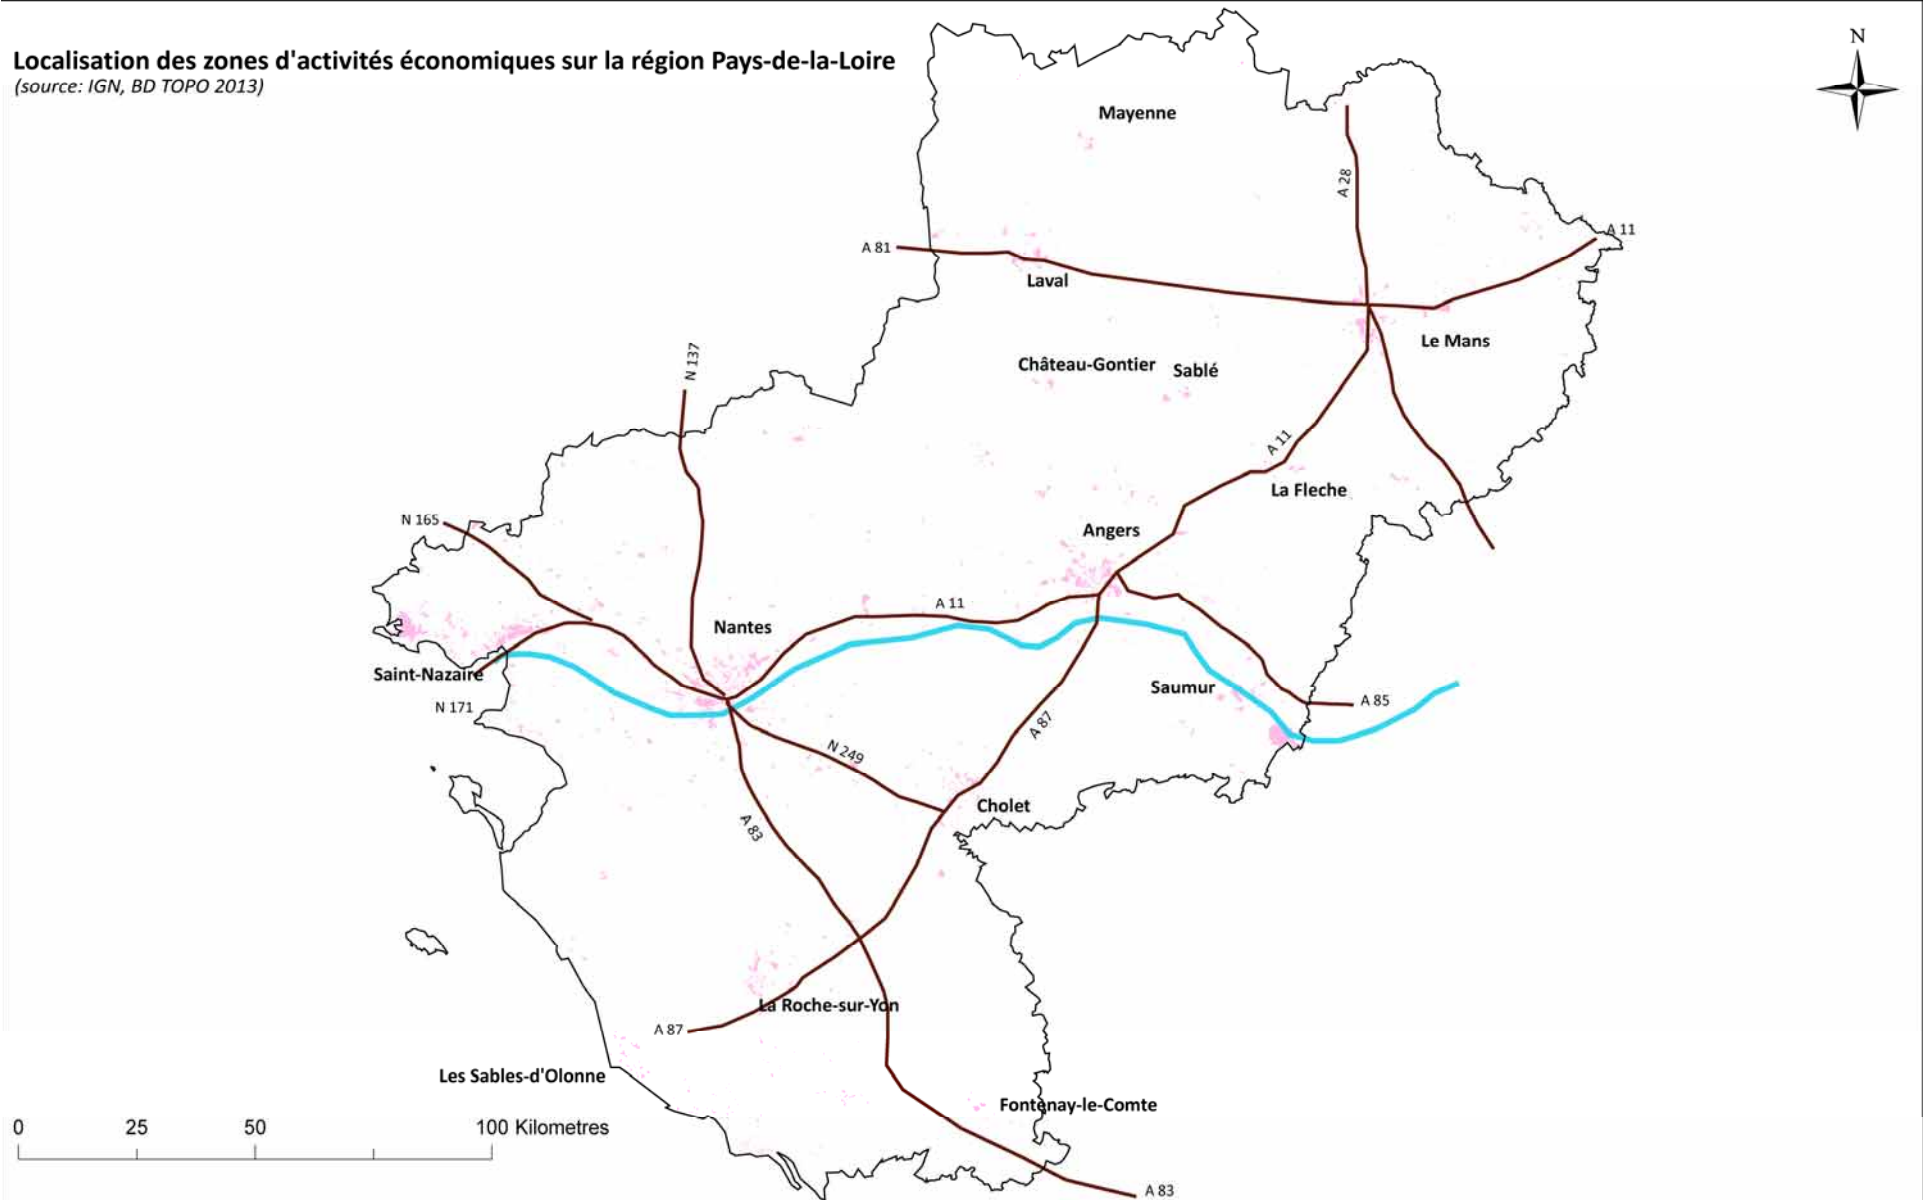 Localisation des zones d'activités économiques sur la région Pays-de-la-Loire
(source: IGN, BD TOPO 2013)
N
Mayenne
A 28
A 11
A 81
Laval
Le Mans
N 137
Château-Gontier
Sablé
A 11
La Fleche
N 165
Angers
A 11
Nantes
Saint-Nazaire
Saumur
A 85
N 171
A 87
N 249
Cholet
A 83
La Roche-sur-Yon
A 87
Les Sables-d'Olonne
Fontenay-le-Comte
0 25 50 100 Kilometres
A 83